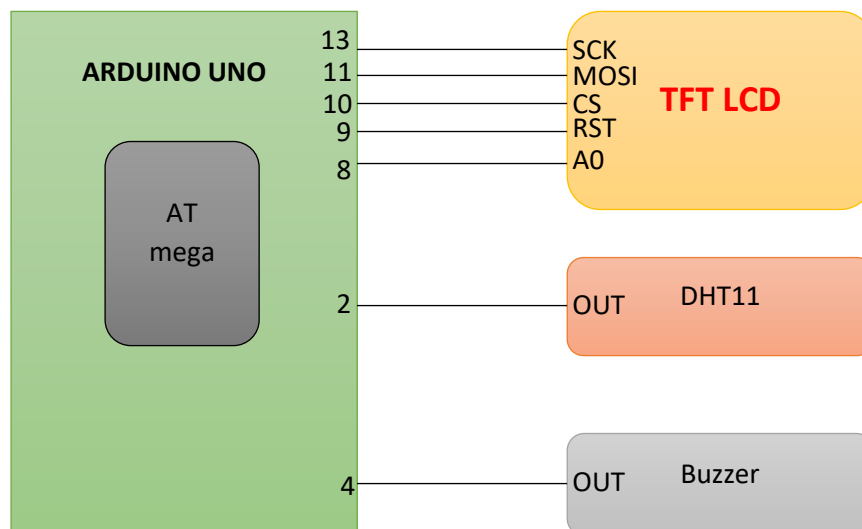 ARDUINO UNO
AT
mega
13
11
10
9
8
2
4
SCK
MOSI
CS
RST
A0
TFT LCD
OUT
DHT11
OUT
Buzzer